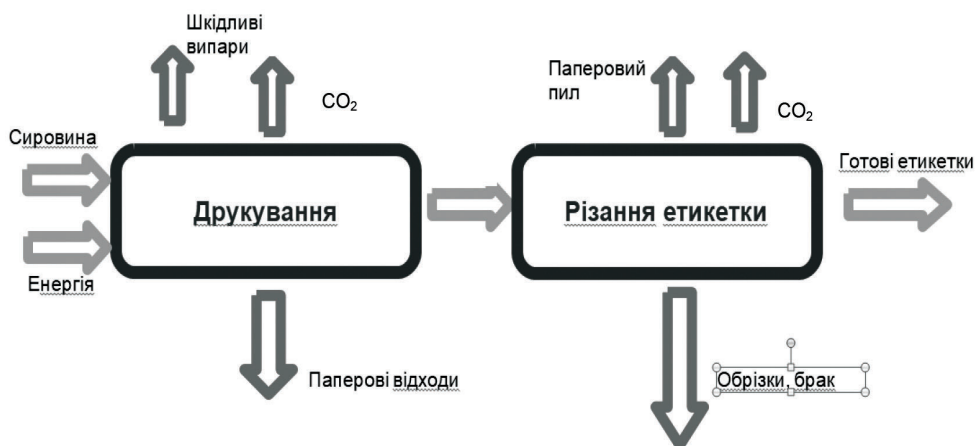 Шкідливі
випари
CO₂
Паперовий
пил
CO₂
Сировина
Готові етикетки
Друкування
Різання етикетки
Енергія
Паперові відходи
Обрізки, брак